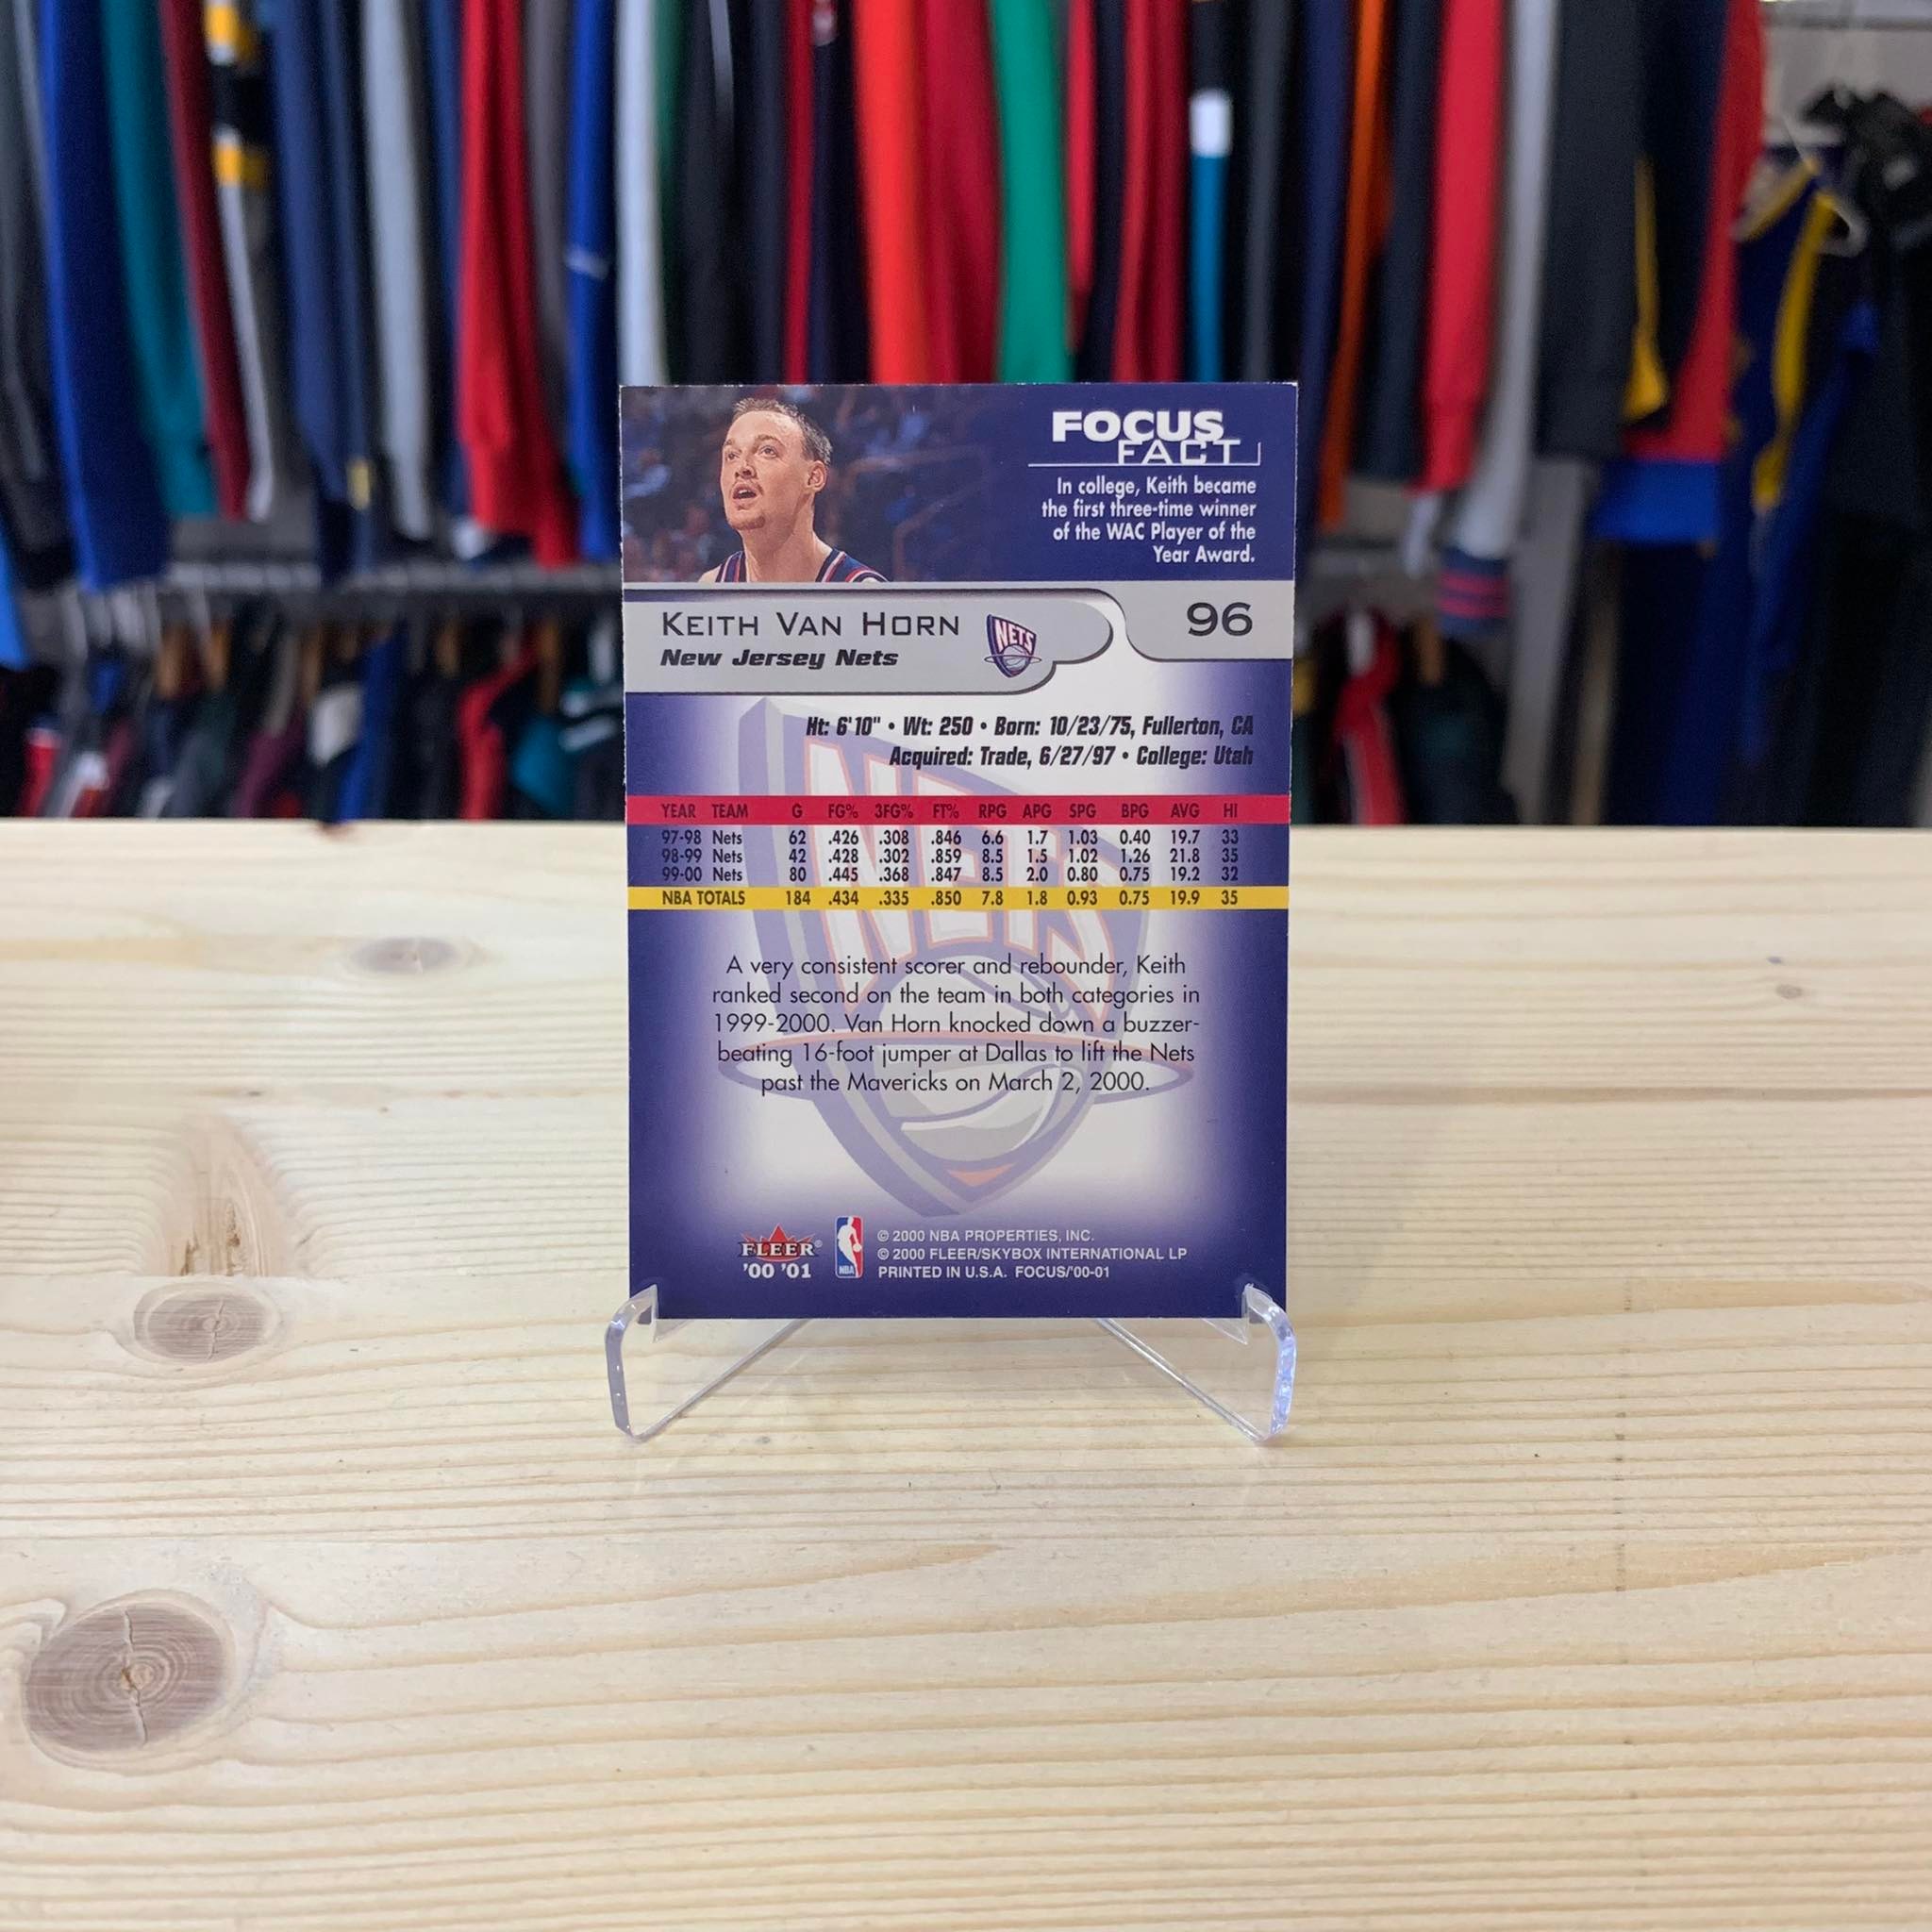 FOCUS
FACT
In college, Keith became
the first three-time winner
of the WAC Player of the
Year Award.
KEITH VAN HORN
New Jersey Nets
NETS
96
Ht: 6'10" • Wt: 250 • Born: 10/23/75, Fullerton, CA
Acquired: Trade, 6/27/97 • College: Utah
YEAR TEAM G FG% 3FG% FT% RPG APG SPG BPG AVG HI
97-98 Nets 62 .426 .308 .846 6.6 1.7 1.03 0.40 19.7 33
98-99 Nets 42 .428 .302 .859 8.5 1.5 1.02 1.26 21.8 35
99-00 Nets 80 .445 .368 .847 8.5 2.0 0.80 0.75 19.2 32
NBA TOTALS 184 .434 .335 .850 7.8 1.8 0.93 0.75 19.9 35
NETS
A very consistent scorer and rebounder, Keith
ranked second on the team in both categories in
1999-2000. Van Horn knocked down a buzzer-
beating 16-foot jumper at Dallas to lift the Nets
past the Mavericks on March 2, 2000.
FLEER®
'00 '01
NBA
© 2000 NBA PROPERTIES, INC.
© 2000 FLEER/SKYBOX INTERNATIONAL LP
PRINTED IN U.S.A. FOCUS/'00-01